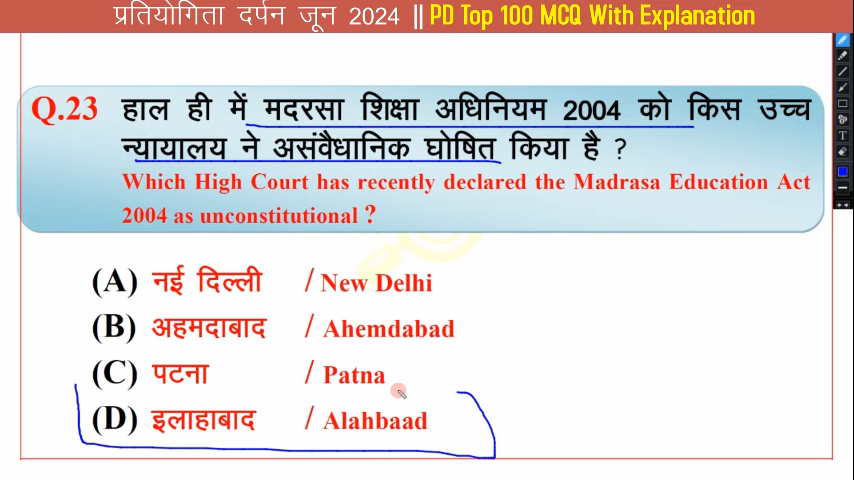 प्रतियोगिता दर्पन जून 2024 || PD Top 100 MCQ With Explanation
Q.23 हाल ही में मदरसा शिक्षा अधिनियम 2004 को किस उच्च
न्यायालय ने असंवैधानिक घोषित किया है ?
Which High Court has recently declared the Madrasa Education Act
2004 as unconstitutional ?
(A) नई दिल्ली / New Delhi
(B) अहमदाबाद / Ahemdabad
(C) पटना / Patna
(D) इलाहाबाद / Alahbaad
T